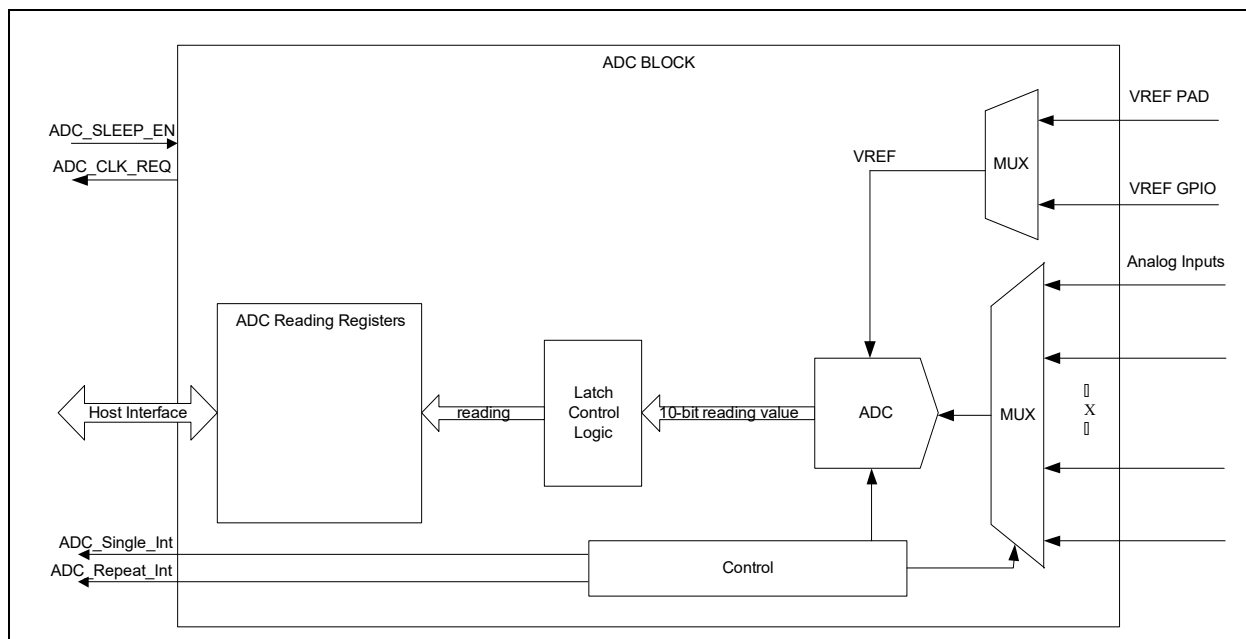 ADC BLOCK
VREF PAD
ADC_SLEEP_EN
ADC_CLK_REQ
VREF
MUX
VREF GPIO
Analog Inputs
ADC Reading Registers
Host Interface
reading
Latch
Control
Logic
10-bit reading value
ADC
MUX
X
ADC_Single_Int
ADC_Repeat_Int
Control